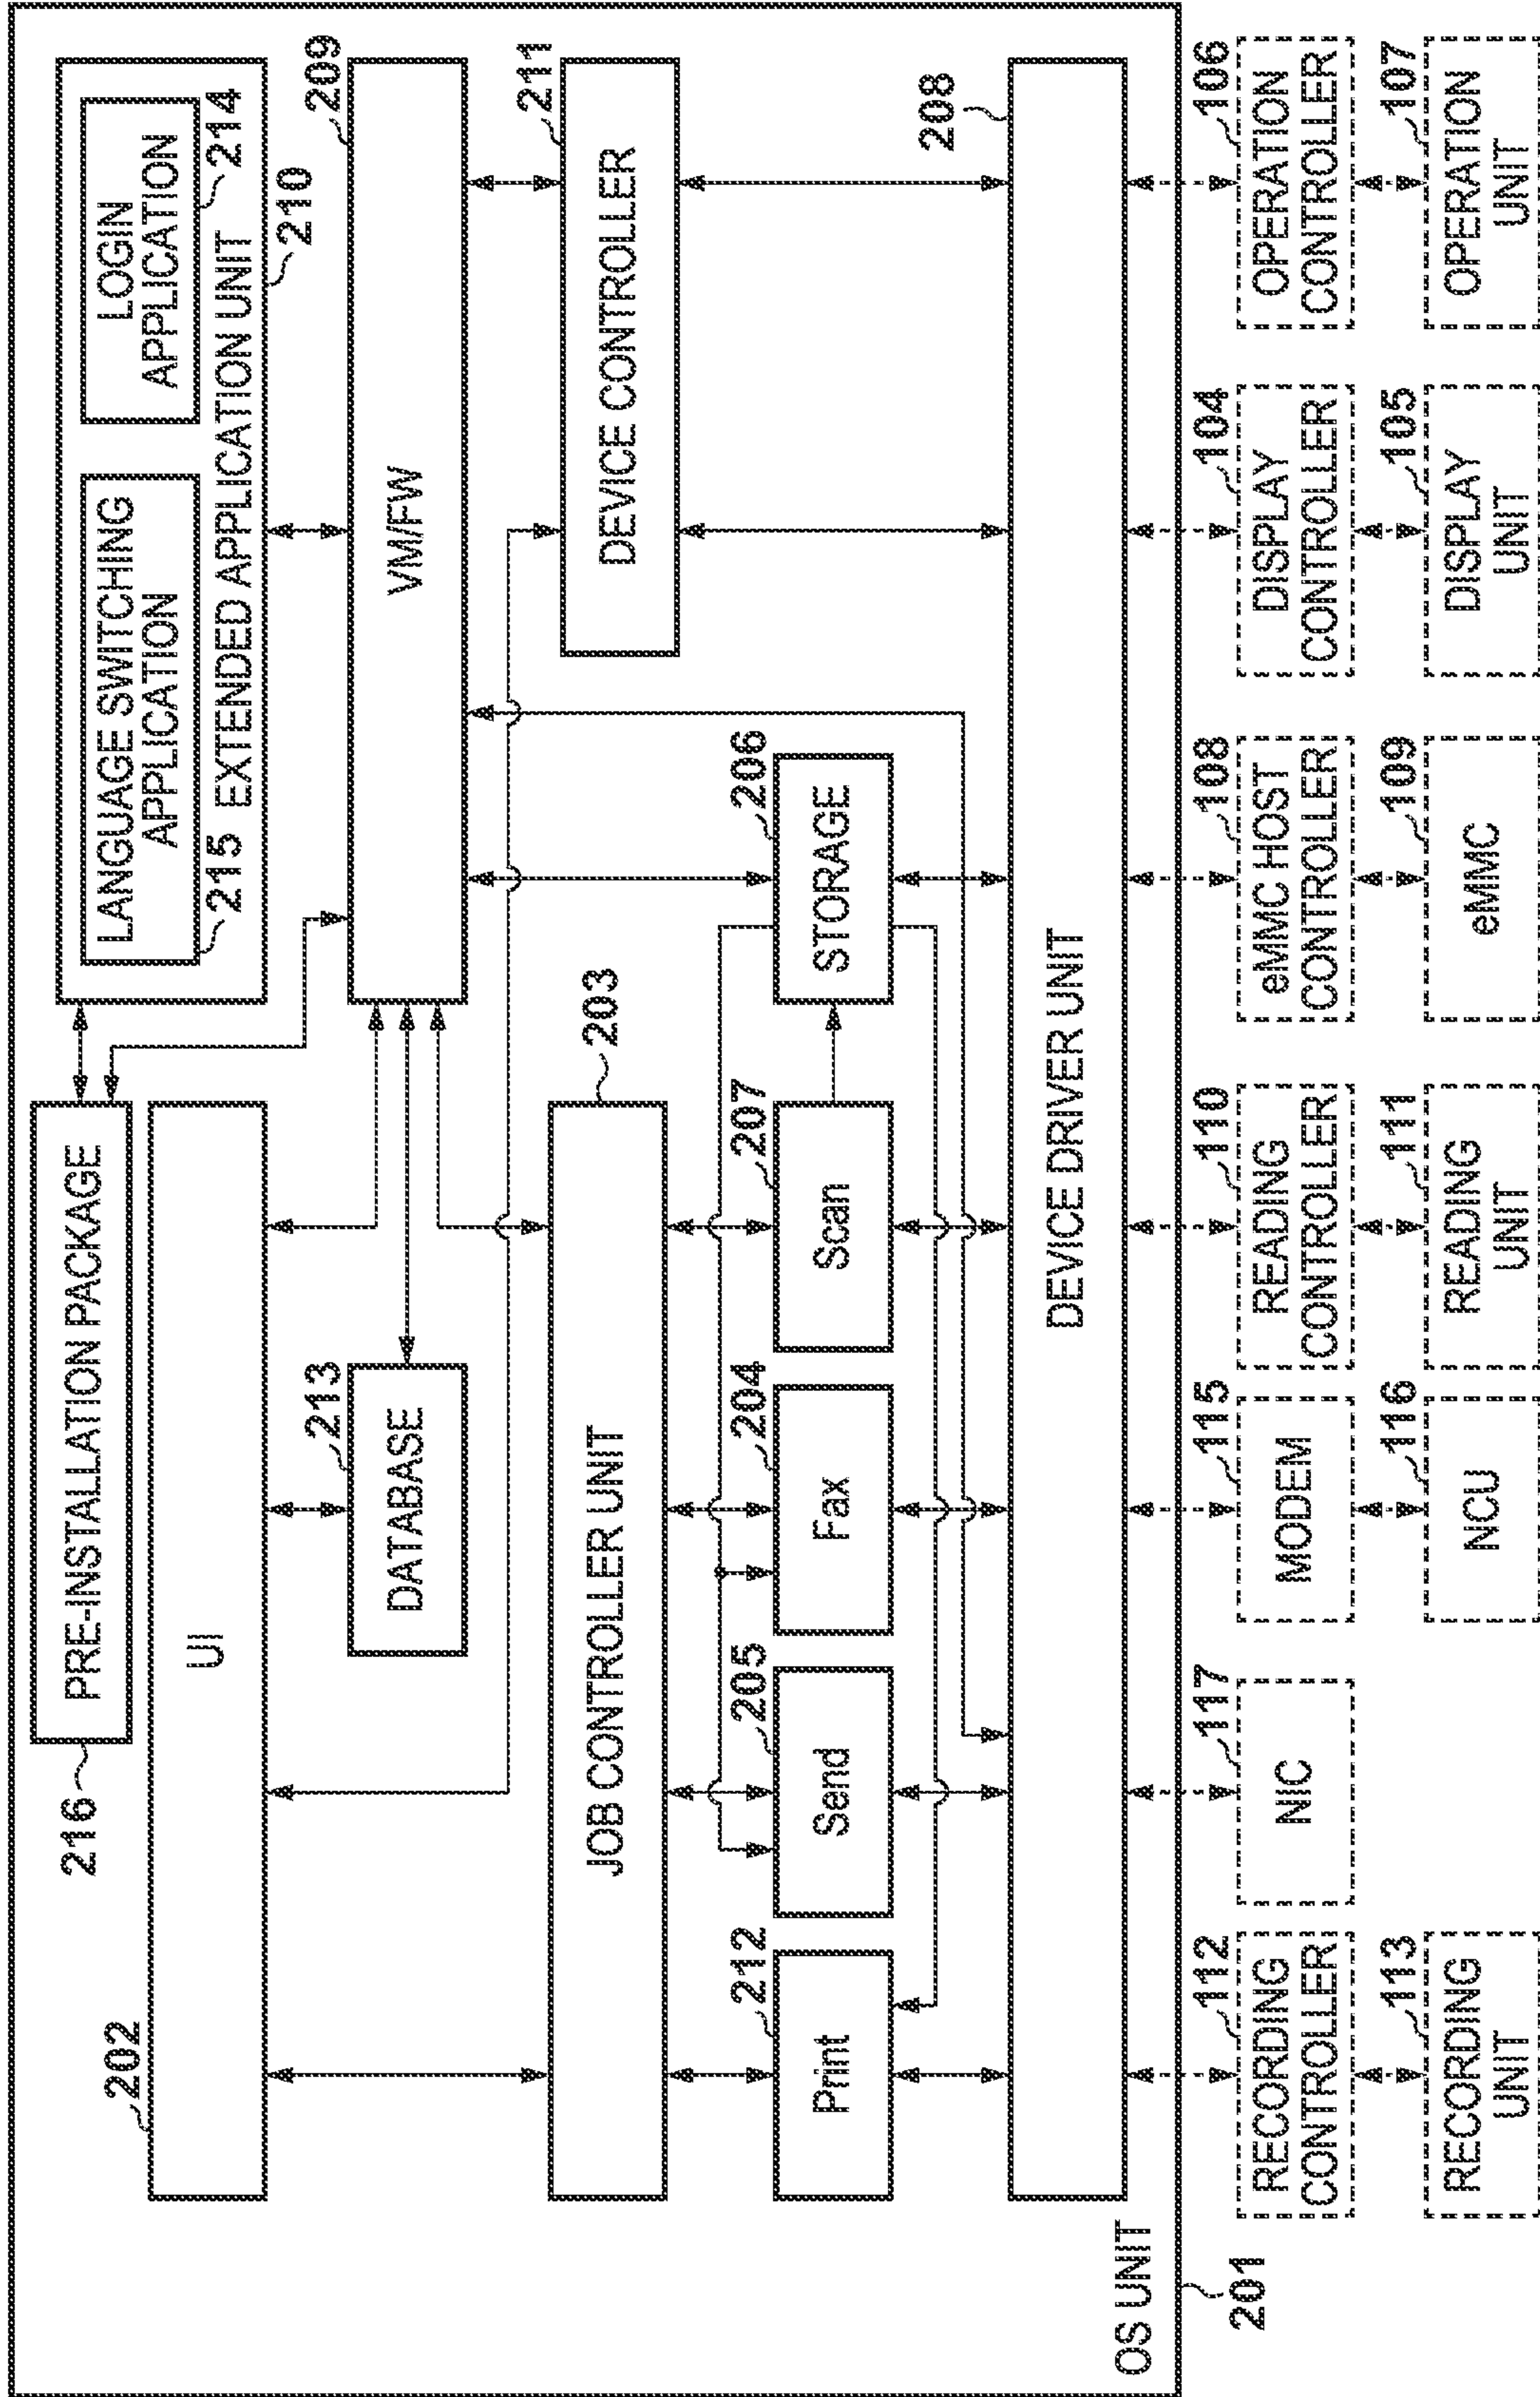 216
PRE-INSTALLATION PACKAGE
LANGUAGE SWITCHING
APPLICATION
LOGIN
APPLICATION
215
EXTENDED APPLICATION UNIT
214
210
202
UI
213
DATABASE
VM/FW
209
JOB CONTROLLER UNIT
203
DEVICE CONTROLLER
211
212
Print
205
Send
204
Fax
207
Scan
206
STORAGE
208
DEVICE DRIVER UNIT
OS UNIT
201
112
RECORDING
CONTROLLER
117
NIC
115
MODEM
110
READING
CONTROLLER
108
eMMC HOST
CONTROLLER
104
DISPLAY
CONTROLLER
106
OPERATION
CONTROLLER
113
RECORDING
UNIT
116
NCU
111
READING
UNIT
109
eMMC
105
DISPLAY
UNIT
107
OPERATION
UNIT